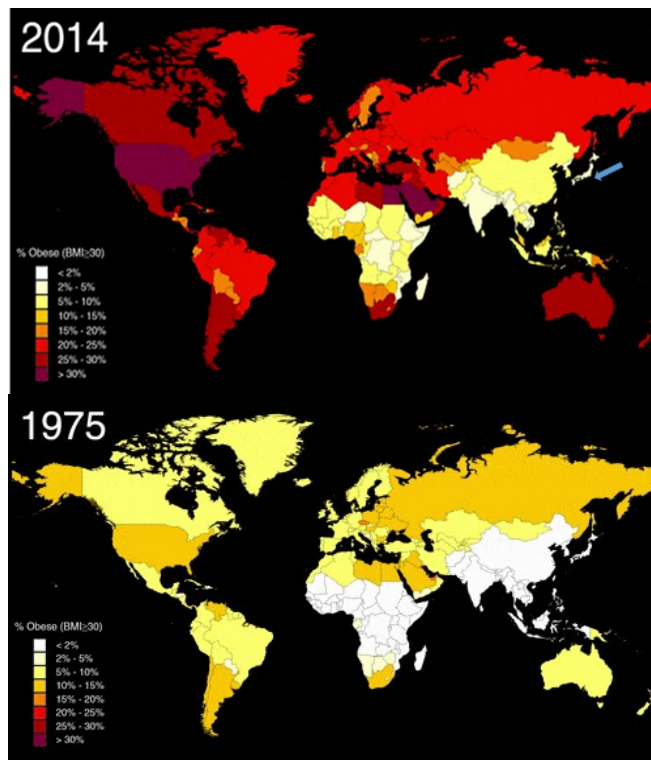 2014
% Obese (BMI≥30)
< 2%
2% - 5%
5% - 10%
10% - 15%
15% - 20%
20% - 25%
25% - 30%
> 30%
1975
% Obese (BMI≥30)
< 2%
2% - 5%
5% - 10%
10% - 15%
15% - 20%
20% - 25%
25% - 30%
> 30%